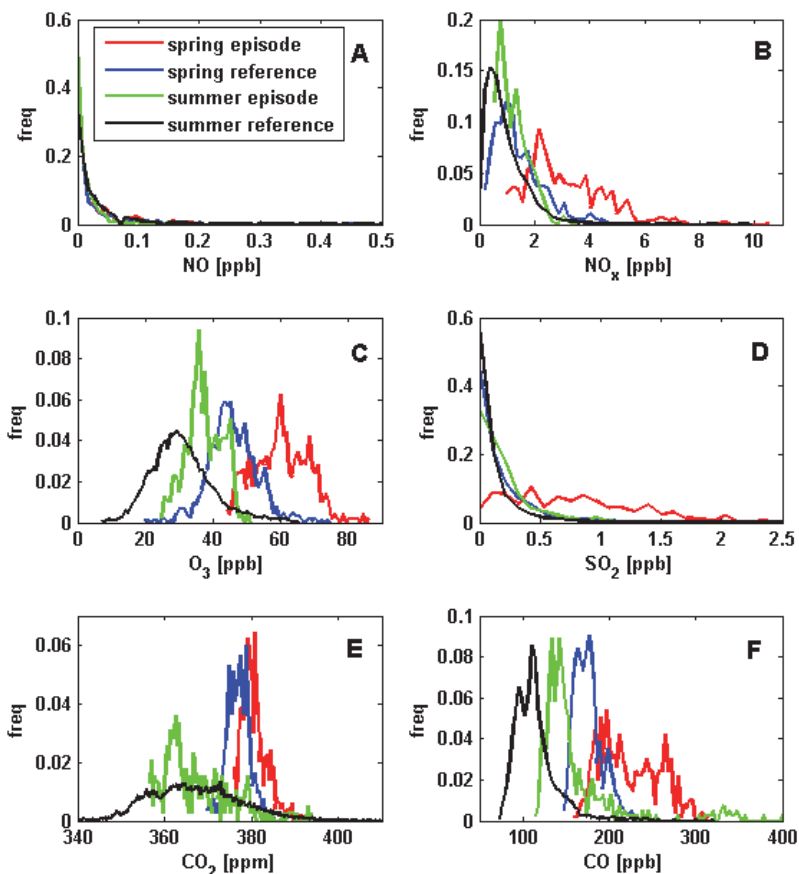 0.6
spring episode
spring reference
summer episode
summer reference
A
0.4
0.2
0
freq
0 0.1 0.2 0.3 0.4 0.5
NO [ppb]
0.2
B
0.15
0.1
0.05
0
freq
0 2 4 6 8 10
NOx [ppb]
0.1
C
0.08
0.06
0.04
0.02
0
freq
0 20 40 60 80
O3 [ppb]
0.6
D
0.4
0.2
0
freq
0 0.5 1 1.5 2 2.5
SO2 [ppb]
E
0.06
0.04
0.02
0
freq
340 360 380 400
CO2 [ppm]
0.1
F
0.08
0.06
0.04
0.02
0
freq
100 200 300 400
CO [ppb]